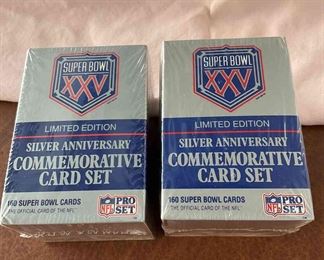 SUPER BOWL
XXV
LIMITED EDITION
SILVER ANNIVERSARY
COMMEMORATIVE
CARD SET
160 SUPER BOWL CARDS
THE OFFICIAL CARD OF THE NFL
NFL
PRO
SET
SUPER BOWL
XXV
LIMITED EDITION
SILVER ANNIVERSARY
COMMEMORATIVE
CARD SET
160 SUPER BOWL CARDS
THE OFFICIAL CARD OF THE NFL
NFL
PRO
SET